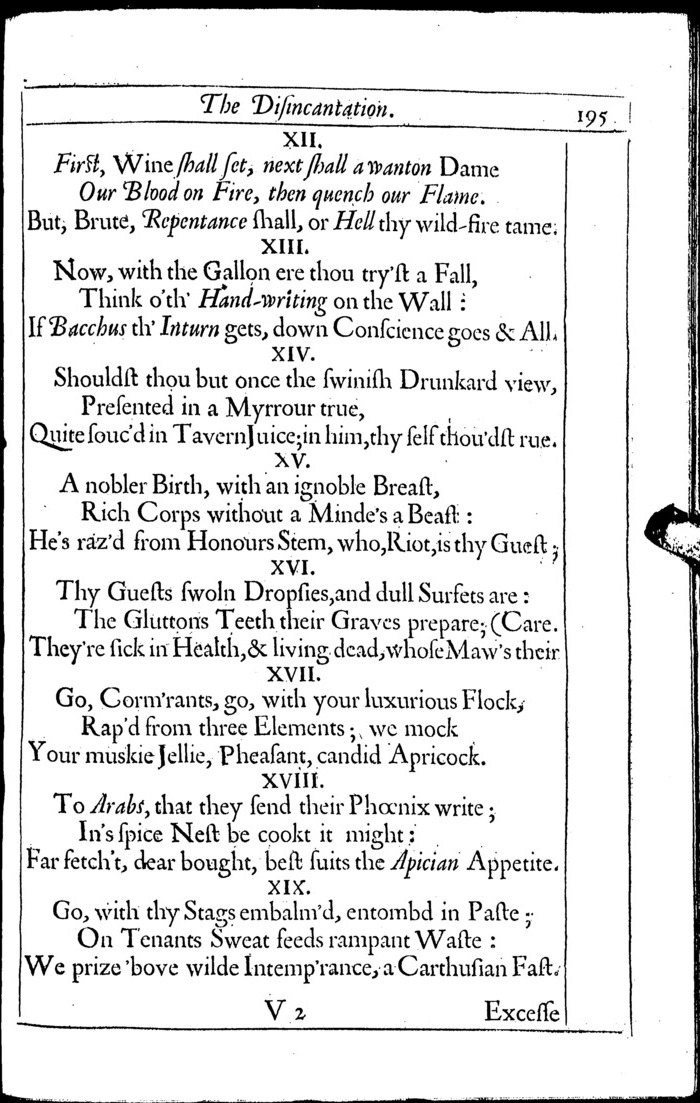 The Diſincantation.
195
XII.
Firſt, Wine ſhall ſet, next ſhall a wanton Dame
Our Blood on Fire, then quench our Flame.
But, Brute, Repentance ſhall, or Hell thy wild-fire tame.
XIII.
Now, with the Gallon ere thou try'ſt a Fall,
Think o'th' Hand-writing on the Wall :
If Bacchus th' Inturn gets, down Conſcience goes & All.
XIV.
Shouldſt thou but once the ſwiniſh Drunkard view,
Preſented in a Myrrour true,
Quite ſouc'd in Tavern Juice; in him, thy ſelf thou'dſt rue.
XV.
A nobler Birth, with an ignoble Breaſt,
Rich Corps without a Minde's a Beaſt :
He's raz'd from Honours Stem, who, Riot, is thy Gueſt ;
XVI.
Thy Gueſts ſwoln Dropſies, and dull Surfets are :
The Gluttons Teeth their Graves prepare; (Care.
They're ſick in Health, & living dead, whoſe Maw's their
XVII.
Go, Corm'rants, go, with your luxurious Flock,
Rap'd from three Elements ; we mock
Your muskie Jellie, Pheaſant, candid Apricock.
XVIII.
To Arabs, that they ſend their Phœnix write ;
In's ſpice Neſt be cookt it might :
Far fetch't, dear bought, beſt ſuits the Apician Appetite.
XIX.
Go, with thy Stags embalm'd, entombd in Paſte ;
On Tenants Sweat feeds rampant Waſte :
We prize 'bove wilde Intemp'rance, a Carthuſian Faſt.
V 2
Exceſſe